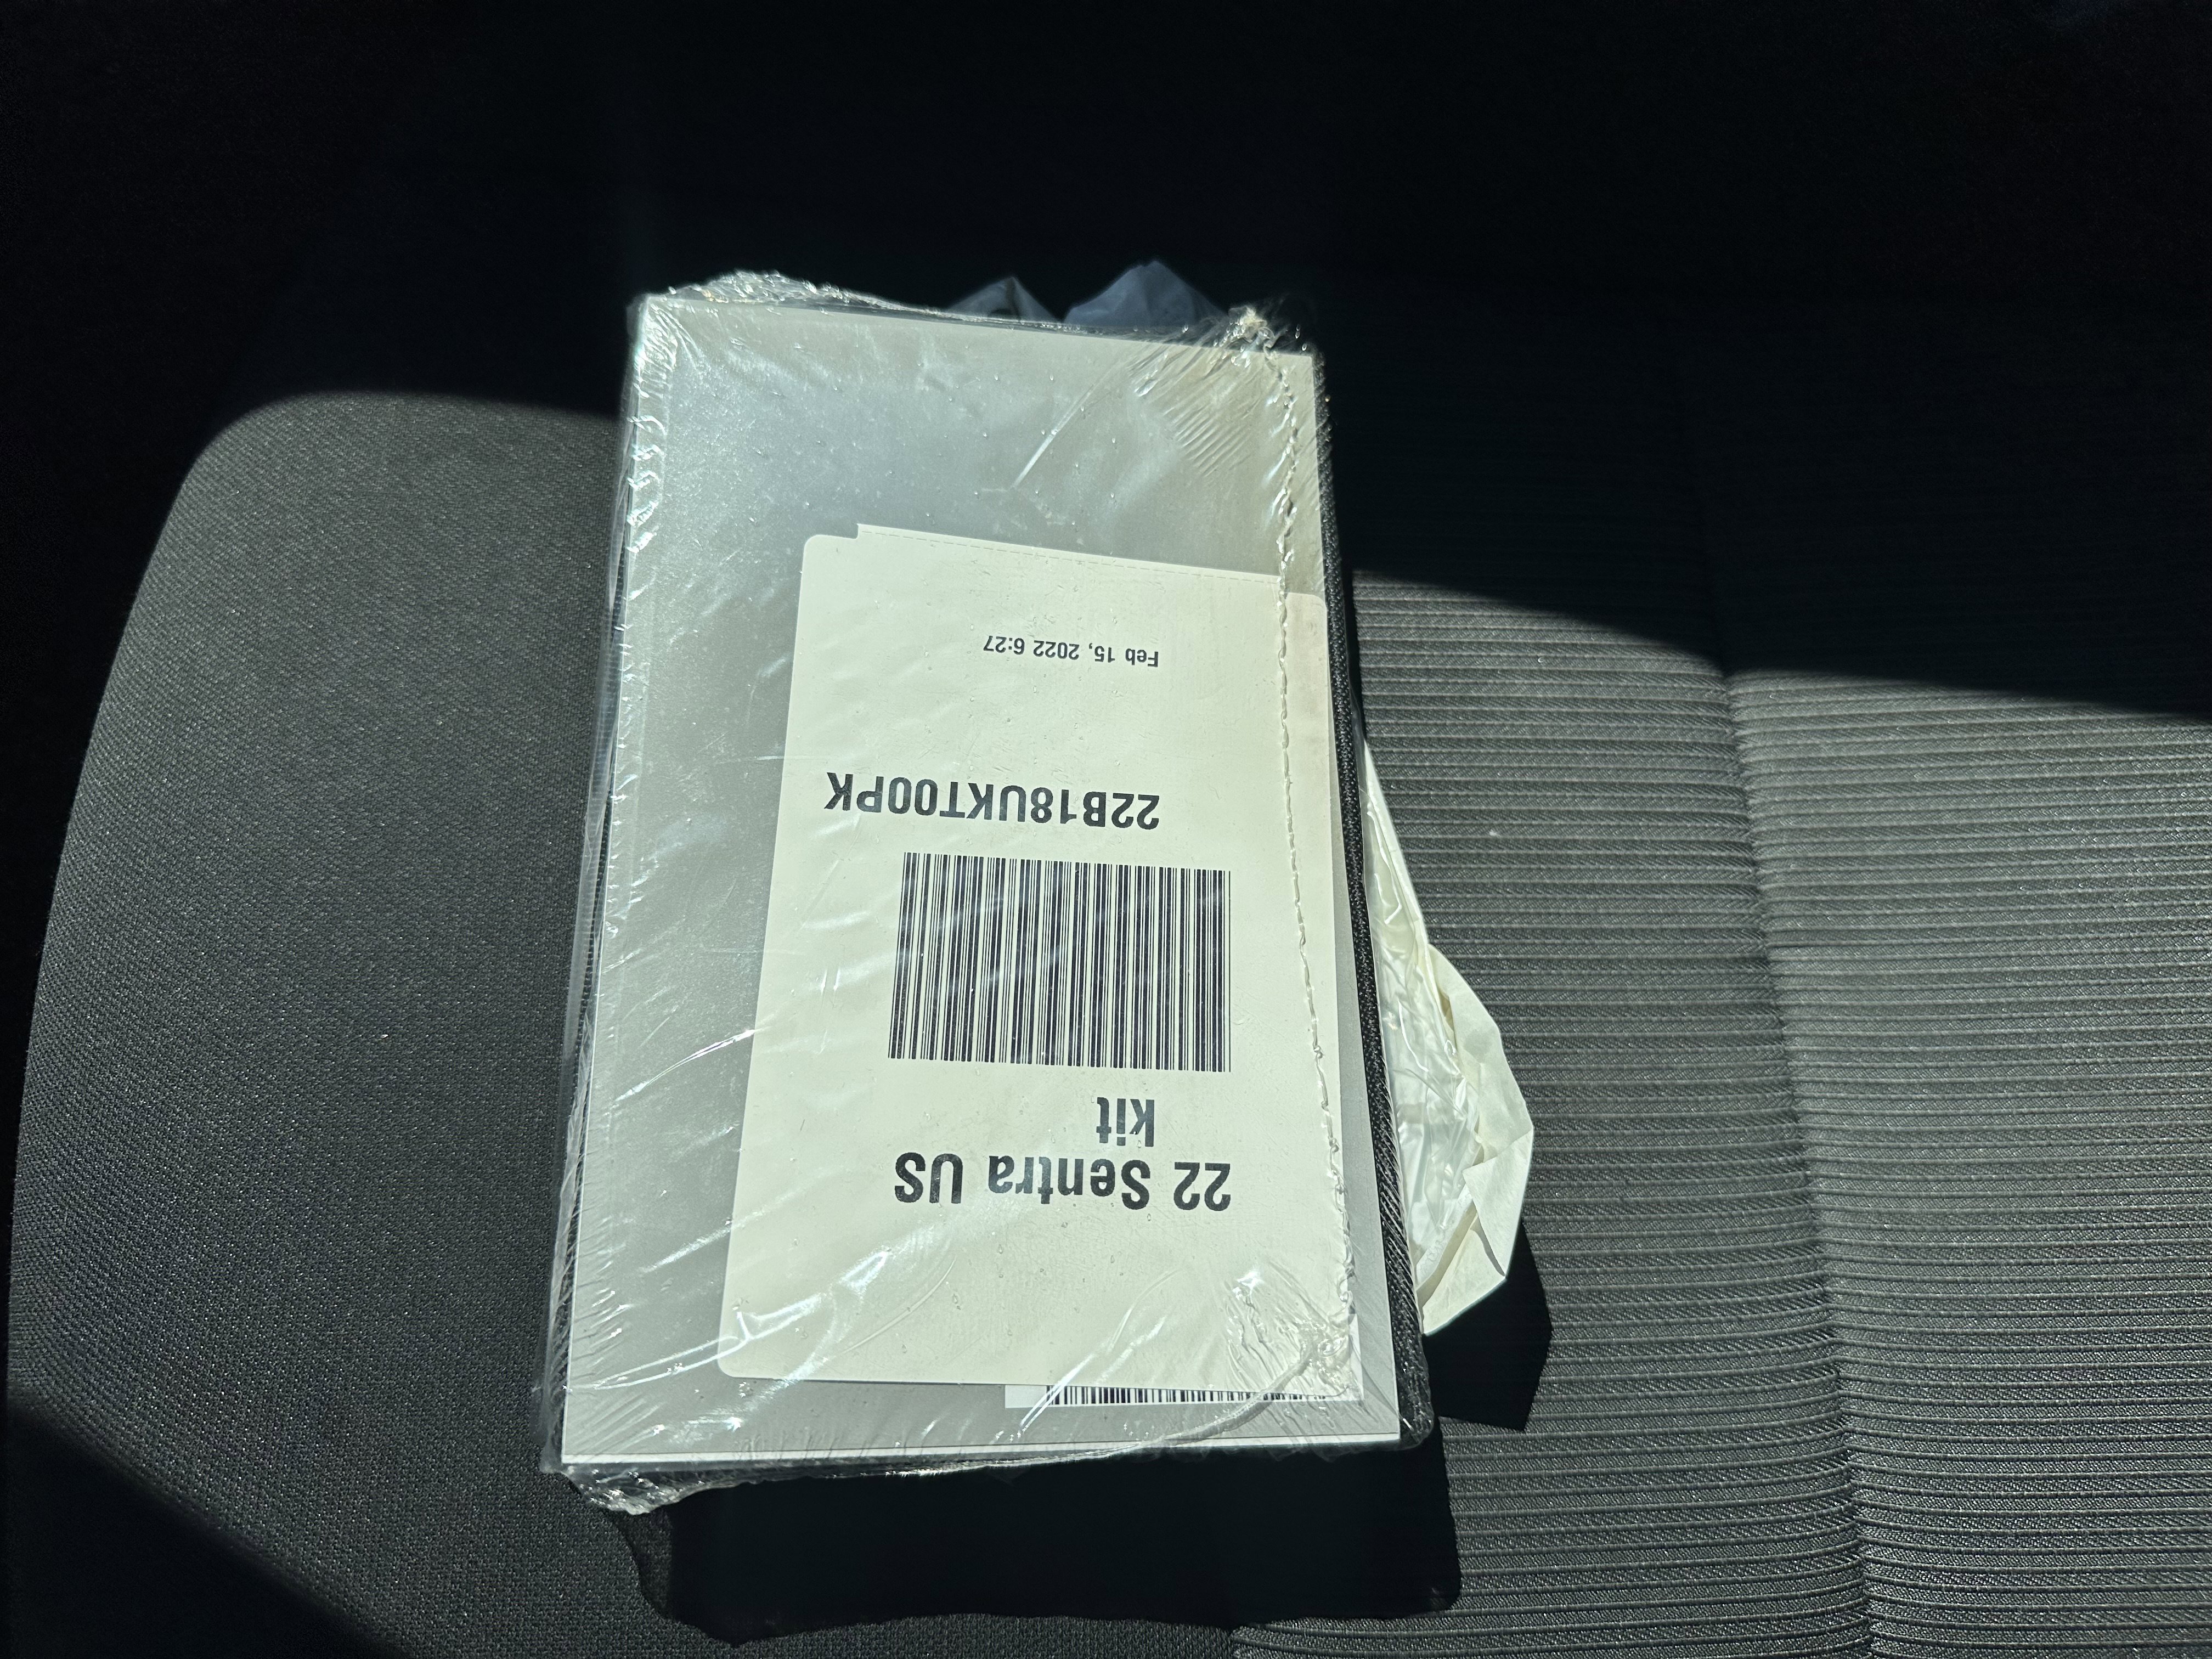 22 Sentra US
kit
22B18UKT00PK
Feb 15, 2022 6:27